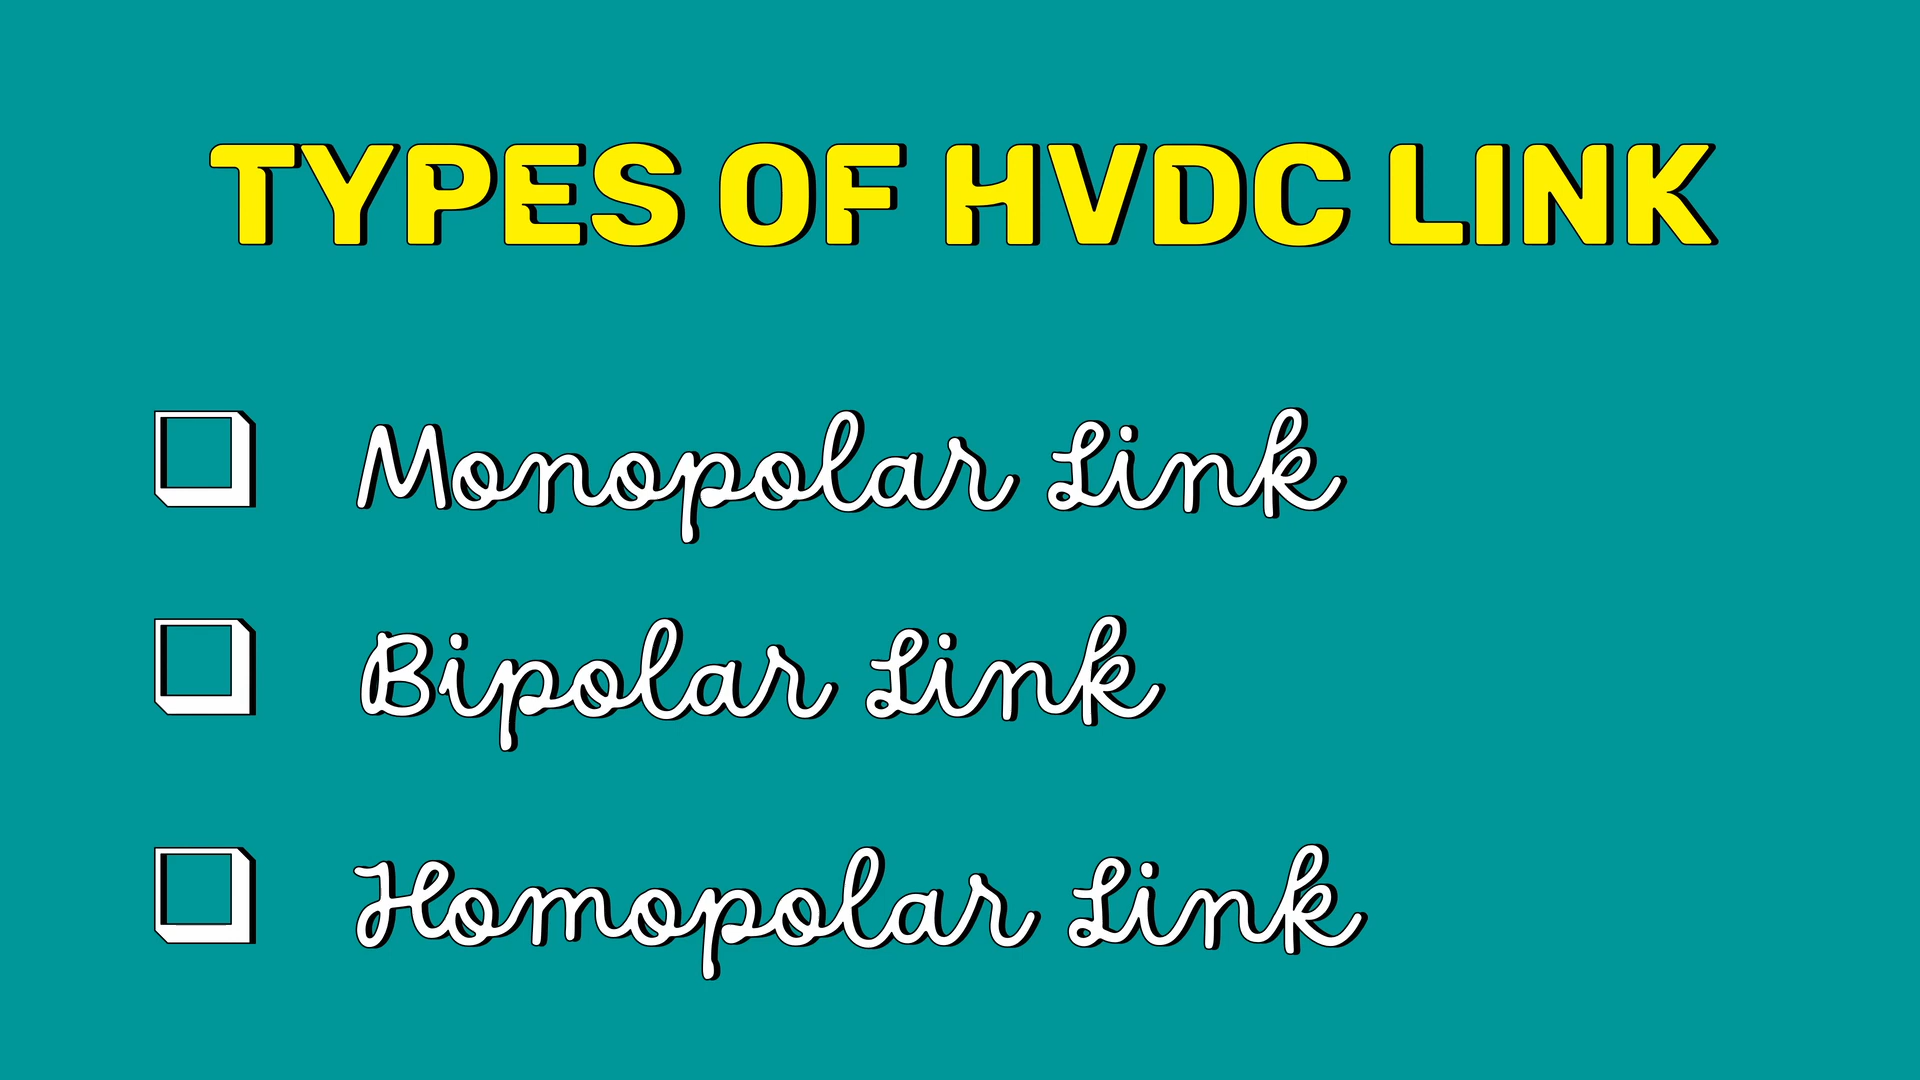 TYPES OF HVDC LINK
❑ Monopolar Link
❑ Bipolar Link
❑ Homopolar Link